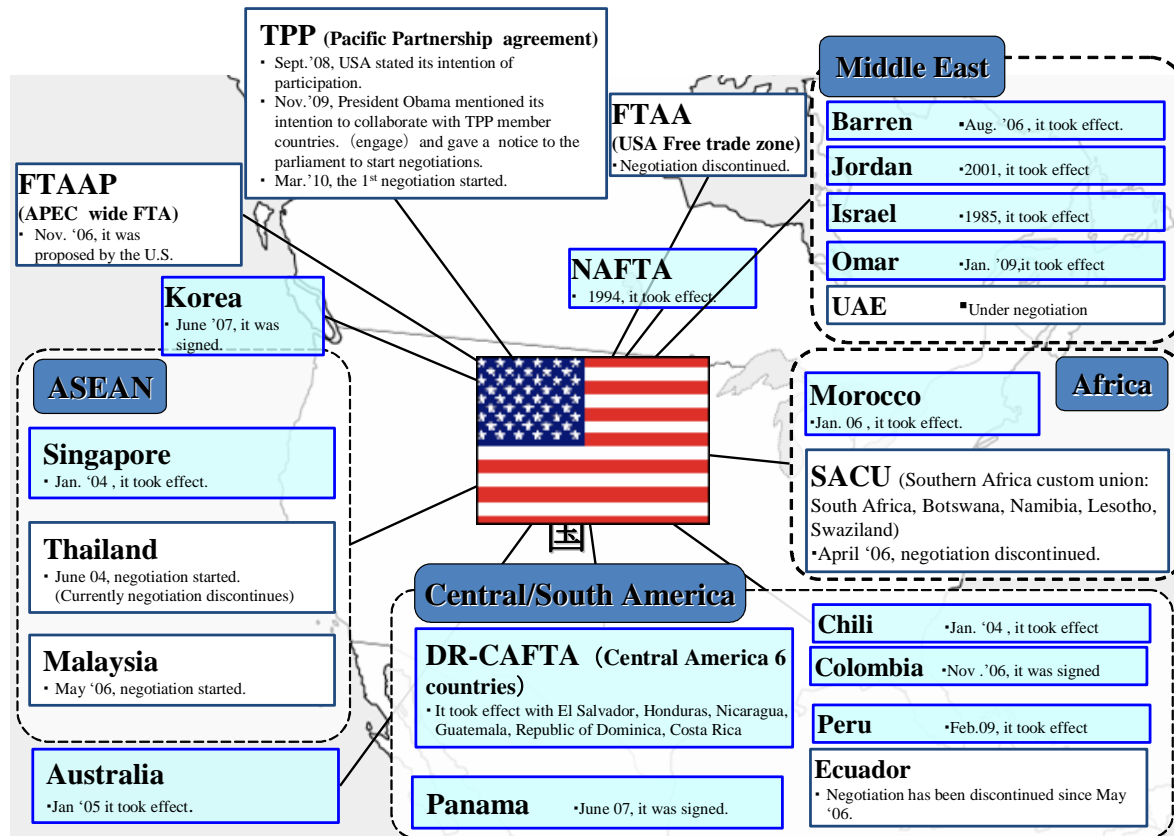 TPP (Pacific Partnership agreement)
・ Sept.’08, USA stated its intention of
participation.
・ Nov.’09, President Obama mentioned its
intention to collaborate with TPP member
countries. (engage) and gave a notice to the
parliament to start negotiations.
・ Mar.’10, the 1st negotiation started.
FTAAP
(APEC wide FTA)
・ Nov. ‘06, it was
proposed by the U.S.
FTAA
(USA Free trade zone)
▪Negotiation discontinued.
Middle East
Barren ▪Aug. ’06 , it took effect.
Jordan ▪2001, it took effect
Israel ▪1985, it took effect
Omar ▪Jan. ’09,it took effect
UAE ▪Under negotiation
NAFTA
・ 1994, it took effect.
Korea
・ June ’07, it was
signed.
ASEAN
Singapore
・ Jan. ‘04 , it took effect.
Thailand
・ June 04, negotiation started.
(Currently negotiation discontinues)
Malaysia
・ May ‘06, negotiation started.
Australia
▪Jan ‘05 it took effect.
国
Africa
Morocco
▪Jan. 06 , it took effect.
SACU (Southern Africa custom union:
South Africa, Botswana, Namibia, Lesotho,
Swaziland)
▪April ‘06, negotiation discontinued.
Central/South America
DR-CAFTA (Central America 6
countries)
・ It took effect with El Salvador, Honduras, Nicaragua,
Guatemala, Republic of Dominica, Costa Rica
Panama ▪June 07, it was signed.
Chili ▪Jan. ‘04 , it took effect
Colombia ▪Nov .’06, it was signed
Peru ▪Feb.09, it took effect
Ecuador
・ Negotiation has been discontinued since May
‘06.